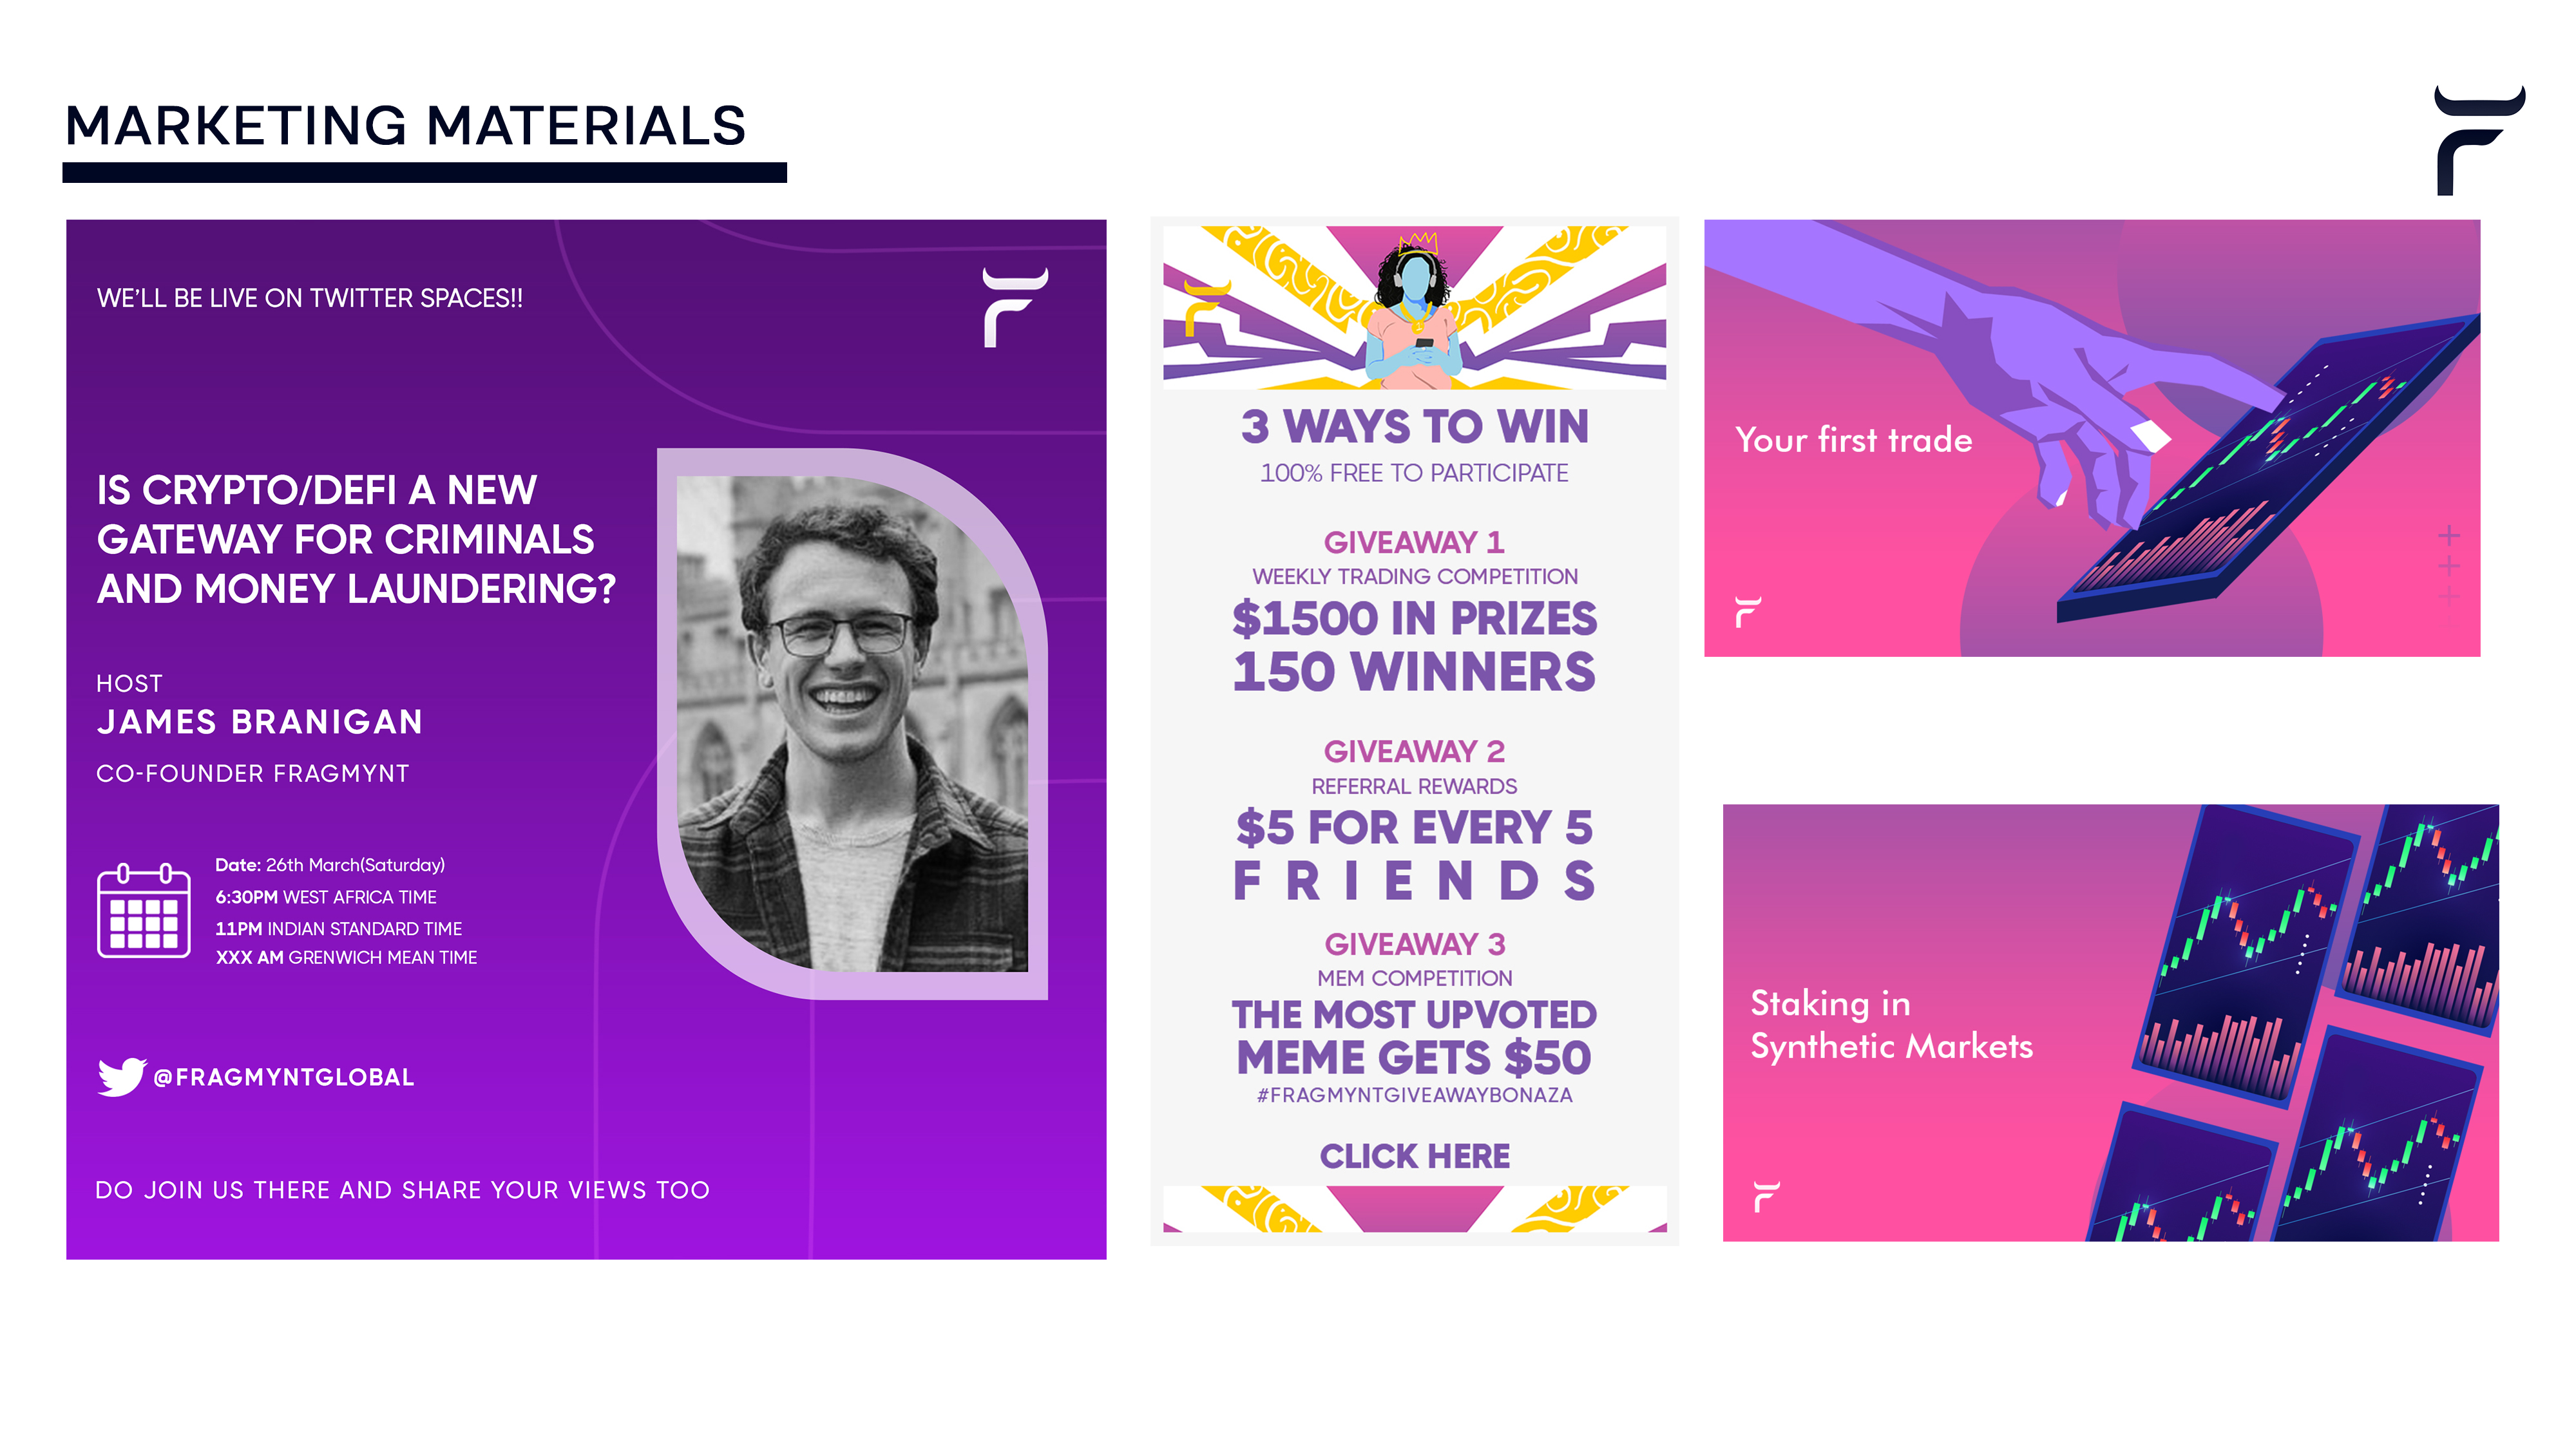 MARKETING MATERIALS
WE'LL BE LIVE ON TWITTER SPACES!!
IS CRYPTO/DEFI A NEW
GATEWAY FOR CRIMINALS
AND MONEY LAUNDERING?
HOST
JAMES BRANIGAN
CO-FOUNDER FRAGMYNT
Date: 26th March(Saturday)
6:30PM WEST AFRICA TIME
11PM INDIAN STANDARD TIME
XXX AM GRENWICH MEAN TIME
@FRAGMYNTGLOBAL
DO JOIN US THERE AND SHARE YOUR VIEWS TOO
3 WAYS TO WIN
100% FREE TO PARTICIPATE
GIVEAWAY 1
WEEKLY TRADING COMPETITION
$1500 IN PRIZES
150 WINNERS
GIVEAWAY 2
REFERRAL REWARDS
$5 FOR EVERY 5
FRIENDS
GIVEAWAY 3
MEM COMPETITION
THE MOST UPVOTED
MEME GETS $50
#FRAGMYNTGIVEAWAYBONAZA
CLICK HERE
Your first trade
Staking in
Synthetic Markets